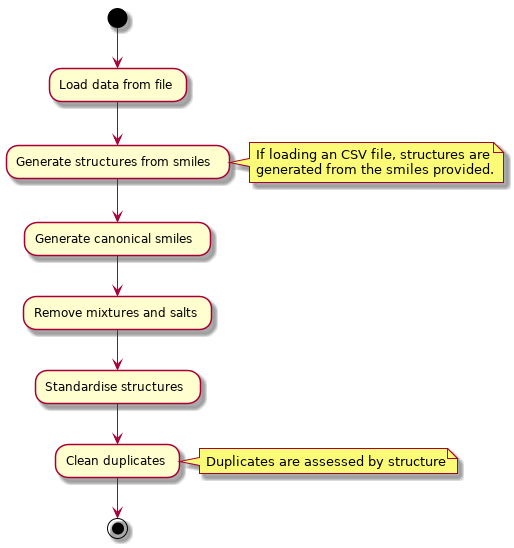 Load data from file
Generate structures from smiles
If loading an CSV file, structures are
generated from the smiles provided.
Generate canonical smiles
Remove mixtures and salts
Standardise structures
Clean duplicates
Duplicates are assessed by structure